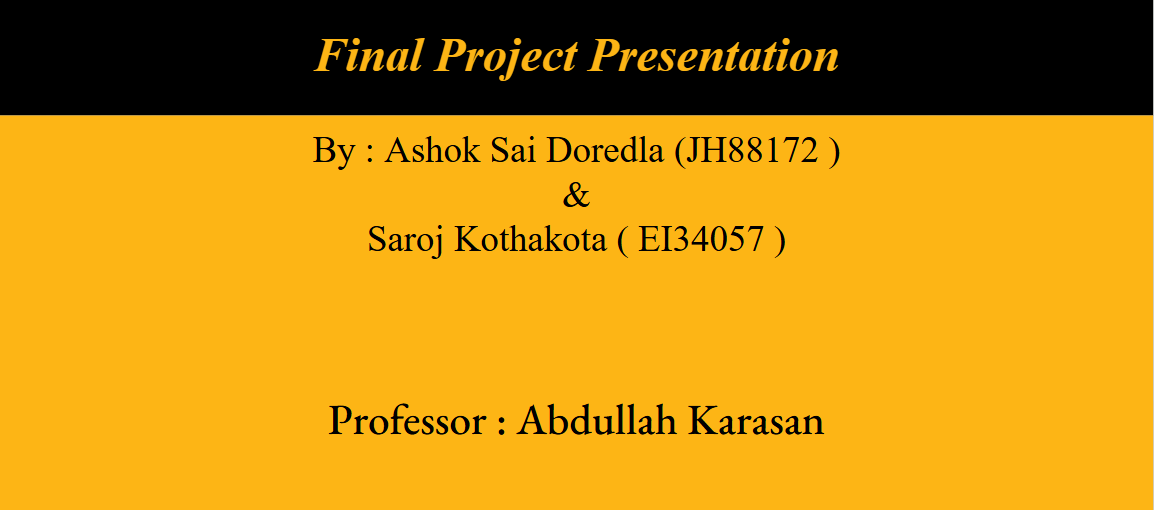 Final Project Presentation
By : Ashok Sai Doredla (JH88172 )
&
Saroj Kothakota ( EI34057 )
Professor : Abdullah Karasan